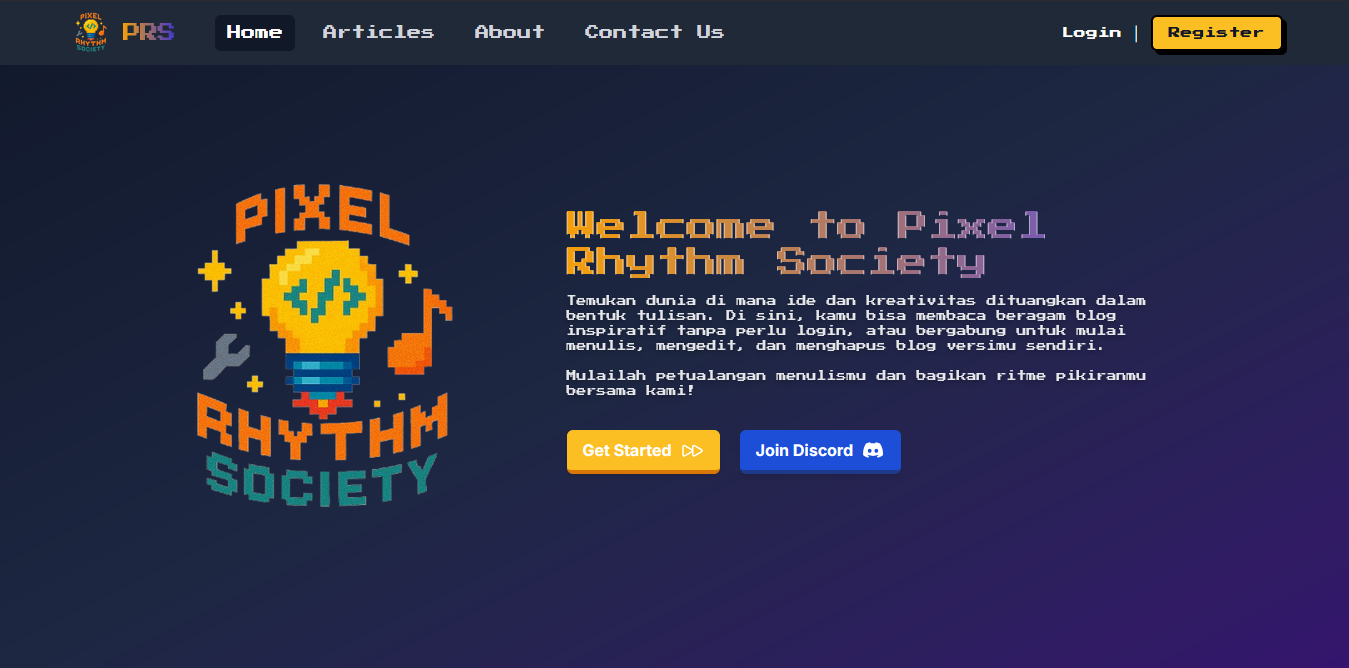 PIXEL
RHYTHM
SOCIETY
PRS
Home
Articles
About
Contact Us
Login |
Register
PIXEL
</>
RHYTHM
SOCIETY
Welcome to Pixel
Rhythm Society
Temukan dunia di mana ide dan kreativitas dituangkan dalam
bentuk tulisan. Di sini, kamu bisa membaca beragam blog
inspiratif tanpa perlu login, atau bergabung untuk mulai
menulis, mengedit, dan menghapus blog versimu sendiri.
Mulailah petualangan menulismu dan bagikan ritme pikiranmu
bersama kami!
Get Started
Join Discord